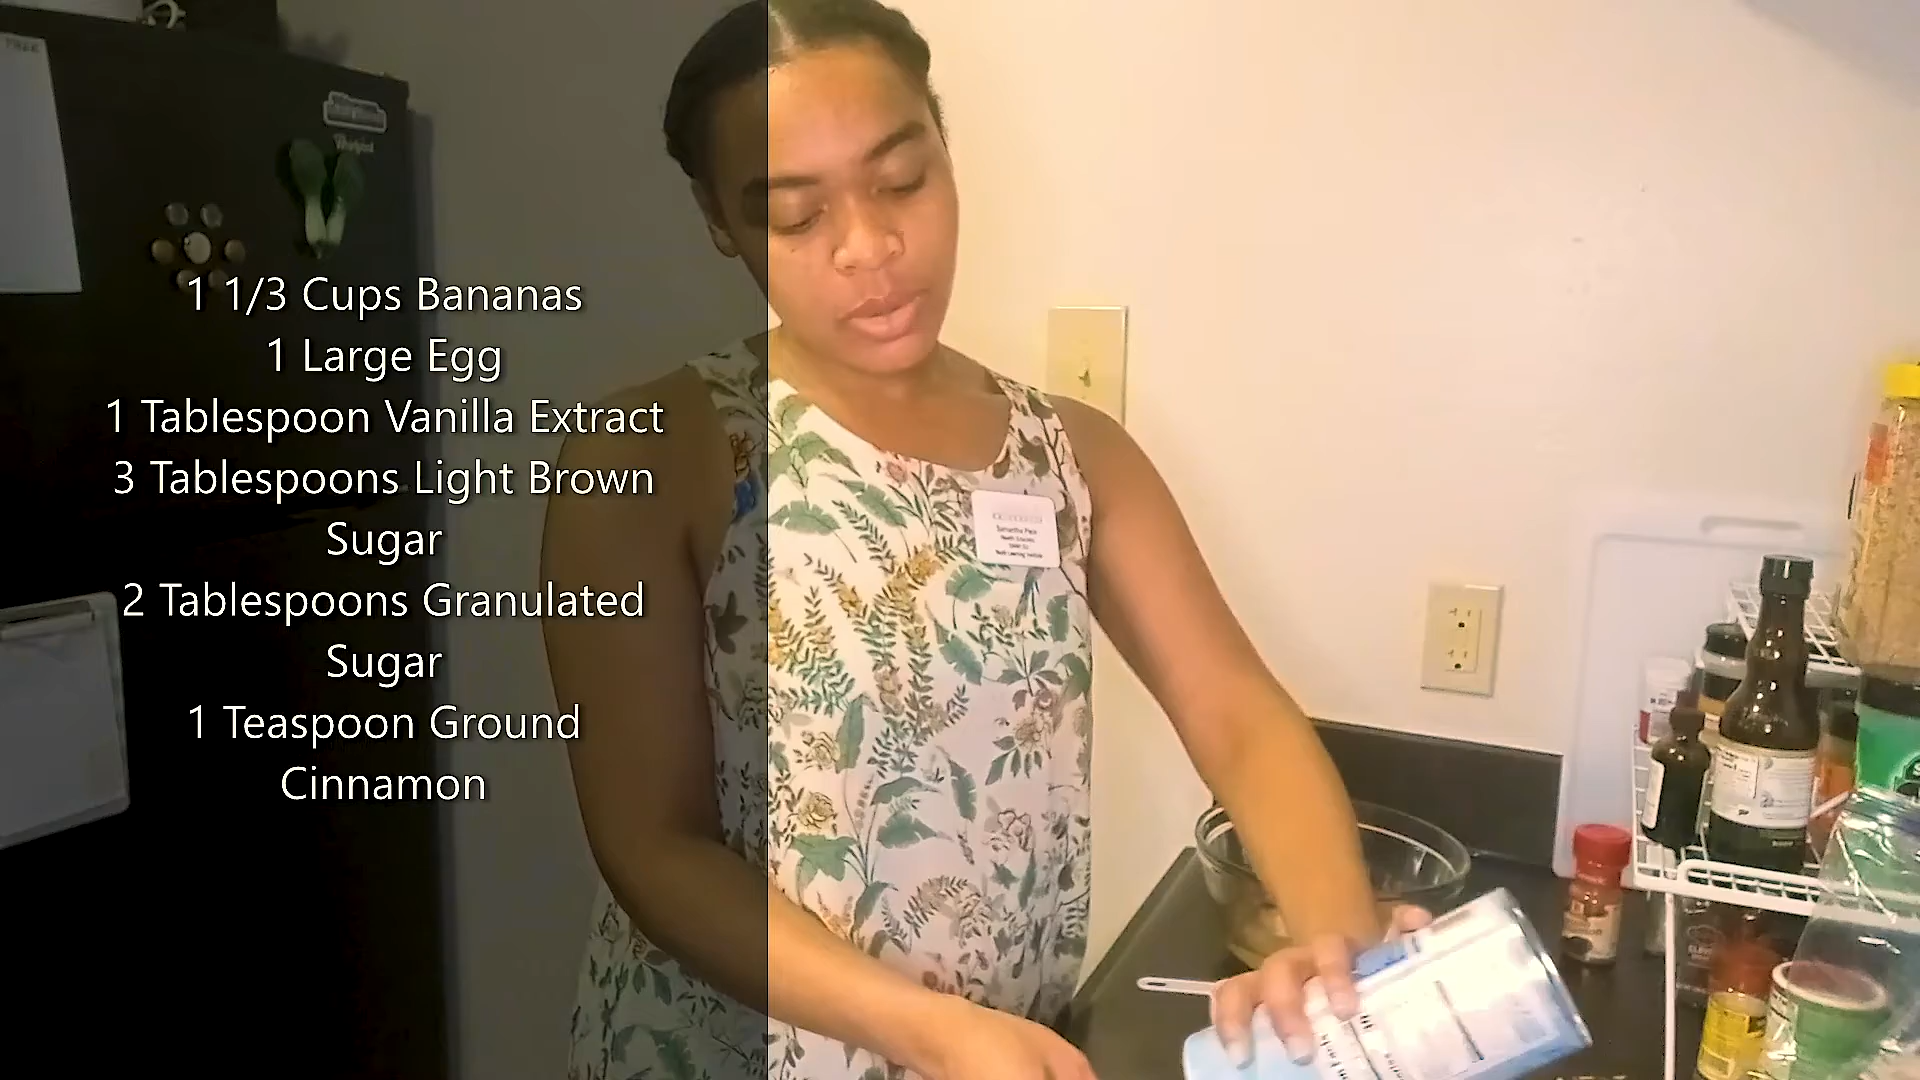 1 1/3 Cups Bananas
1 Large Egg
1 Tablespoon Vanilla Extract
3 Tablespoons Light Brown
Sugar
2 Tablespoons Granulated
Sugar
1 Teaspoon Ground
Cinnamon
Whirlpool